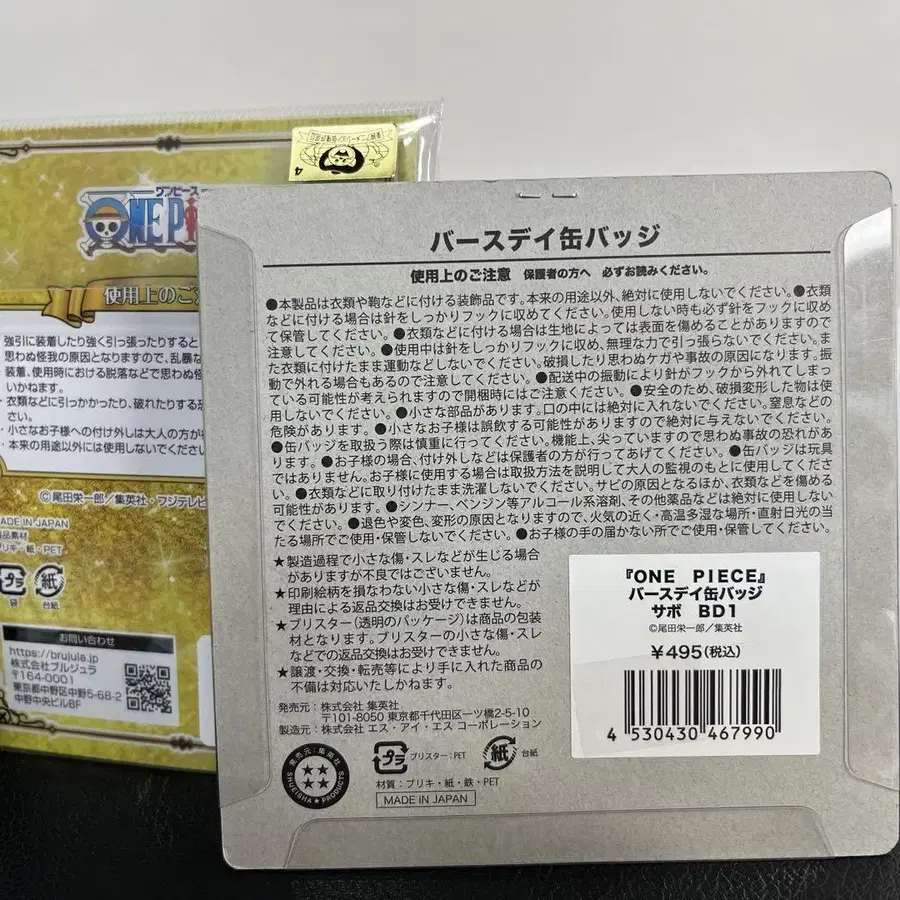 ワンピース
ONE PI
使用上のご注
強引に装着したり強く引っ張ったりすると
思わぬ怪我の原因となりますので、乱暴な
装着、使用時における脱落などで思わぬ
いかねます。
・衣類などに引っかかったり、破れたりする恐
さい。
・小さなお子様への付け外しは大人の方が
・本来の用途以外には使用しないでください
©尾田栄一郎/集英社・フジテレビ
MADE IN JAPAN
品素材
ブリキ・紙・PET
プラ
袋
紙
台紙
お問い合わせ
https://brujula.jp
株式会社ブルジュラ
〒164-0001
東京都中野区中野5-68-2
中野中央ビル8F
4
バースデイ缶バッジ
使用上のご注意 保護者の方へ 必ずお読みください。
●本製品は衣類や鞄などに付ける装飾品です。本来の用途以外、絶対に使用しないでください。●衣類
などに付ける場合は針をしっかりフックに収めてください。使用しない時も必ず針をフックに収め
て保管してください。●衣類などに付ける場合は生地によっては表面を傷めることがありますので
注意してください。●使用中は針をしっかりフックに収め、無理な力で引っ張らないでください。ま
た衣類に付けたまま運動などしないでください。破損したり思わぬケガや事故の原因になります。振
動で外れる場合もあるので注意してください。●配送中の振動により針がフックから外れてしまっ
ている可能性が考えられますので開梱時にはご注意ください。●安全のため、破損変形した物は使
用しないでください。●小さな部品があります。口の中には絶対に入れないでください。窒息などの
危険があります。●小さなお子様は誤飲する可能性がありますので絶対に与えないでください。
●缶バッジを取扱う際は慎重に行ってください。機能上、尖っていますので思わぬ事故の恐れがあ
ります。●お子様の場合、付け外しなどは保護者の方が行ってあげてください。●缶バッジは玩具
ではありません。お子様に使用する場合は取扱方法を説明して大人の監視のもとに使用してくださ
い。●衣類などに取り付けたまま洗濯しないでください。サビの原因となるほか、衣類などを傷める
可能性があります。●シンナー、ベンジン等アルコール系溶剤、その他薬品などは絶対に使用しない
でください。●退色や変色、変形の原因となりますので、火気の近く・高温多湿な場所・直射日光の当
たる場所でご使用・保管しないでください。●お子様の手の届かない所でご使用・保管してください。
★製造過程で小さな傷・スレなどが生じる場合
がありますが不良ではございません。
★印刷絵柄を損なわない小さな傷・スレなどが
理由による返品交換はお受けできません。
★ブリスター(透明のパッケージ)は商品の包装
材となります。ブリスターの小さな傷・スレ
などでの返品交換はお受けできません。
★譲渡・交換・転売等により手に入れた商品の
不備は対応いたしかねます。
発売元: 株式会社 集英社
〒101-8050 東京都千代田区一ツ橋2-5-10
製造元: 株式会社 エス・アイ・エス コーポレーション
発売元:集英社
SHUEISHA PRODUCTS
プラ
ブリスター:PET
紙
台紙
材質:ブリキ・紙・鉄・PET
MADE IN JAPAN
『ONE PIECE』
バースデイ缶バッジ
サボ BD1
©尾田栄一郎/集英社
¥495(税込)
4 530430 467990